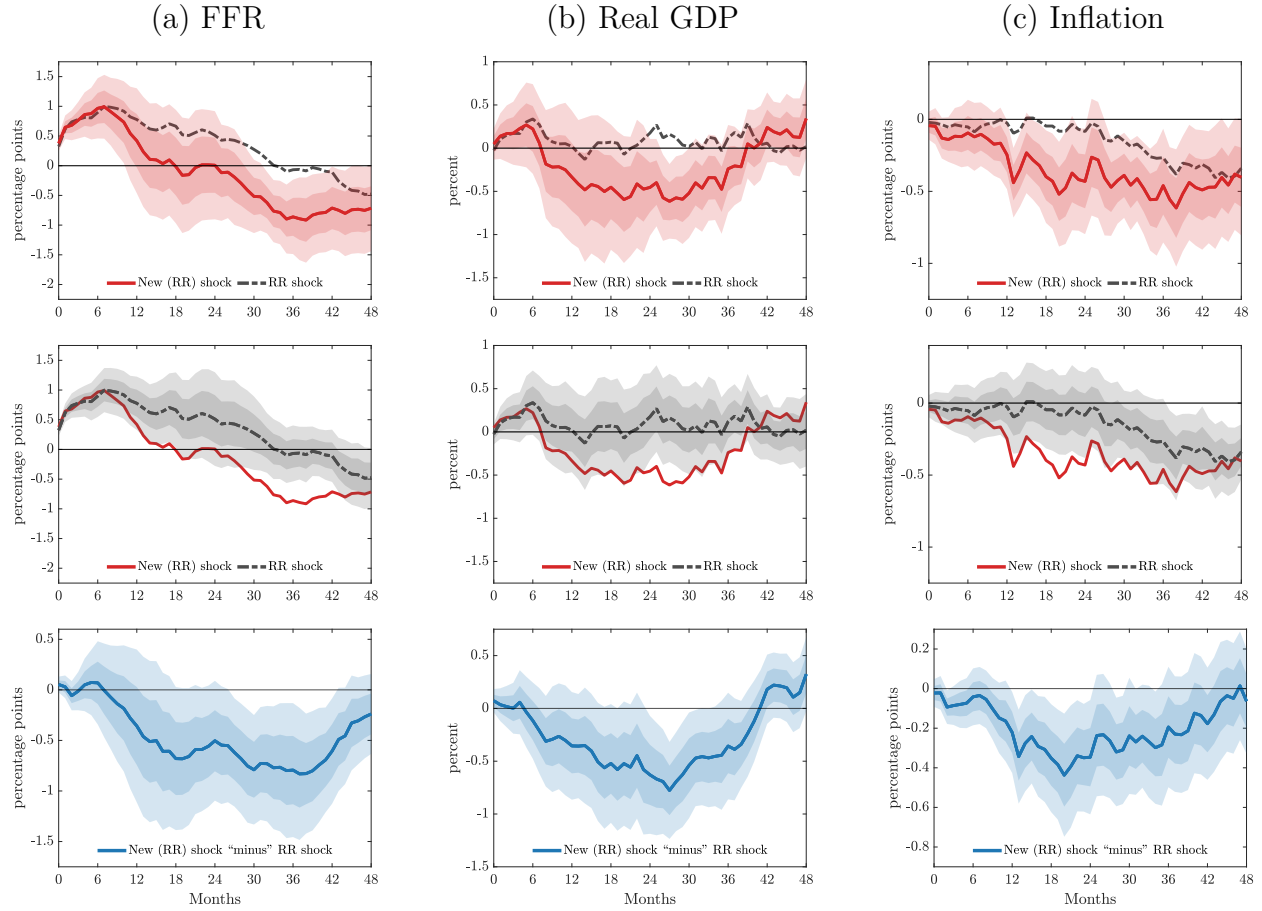 (a) FFR
(b) Real GDP
(c) Inflation
percentage points
1.5
1
0.5
0
-0.5
-1
-1.5
-2
New (RR) shock
RR shock
0 6 12 18 24 30 36 42 48
percent
1
0.5
0
-0.5
-1
-1.5
New (RR) shock
RR shock
0 6 12 18 24 30 36 42 48
percentage points
0
-0.5
-1
New (RR) shock
RR shock
0 6 12 18 24 30 36 42 48
percentage points
1.5
1
0.5
0
-0.5
-1
-1.5
-2
New (RR) shock
RR shock
0 6 12 18 24 30 36 42 48
percent
1
0.5
0
-0.5
-1
-1.5
New (RR) shock
RR shock
0 6 12 18 24 30 36 42 48
percentage points
0
-0.5
-1
New (RR) shock
RR shock
0 6 12 18 24 30 36 42 48
percentage points
0.5
0
-0.5
-1
-1.5
New (RR) shock “minus” RR shock
0 6 12 18 24 30 36 42 48
Months
percent
0.5
0
-0.5
-1
-1.5
New (RR) shock “minus” RR shock
0 6 12 18 24 30 36 42 48
Months
percentage points
0.2
0
-0.2
-0.4
-0.6
-0.8
New (RR) shock “minus” RR shock
0 6 12 18 24 30 36 42 48
Months